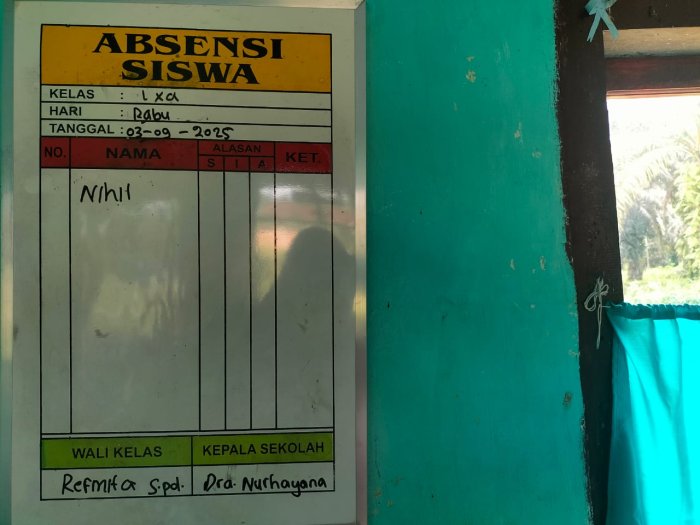 ABSENSI
SISWA
KELAS : 1xa
HARI : Rabu
TANGGAL : 03-09-2025
NO. NAMA ALASAN KET.
S I A
Nihil
WALI KELAS KEPALA SEKOLAH
Refmita S.pd. Dra. Nurhayana